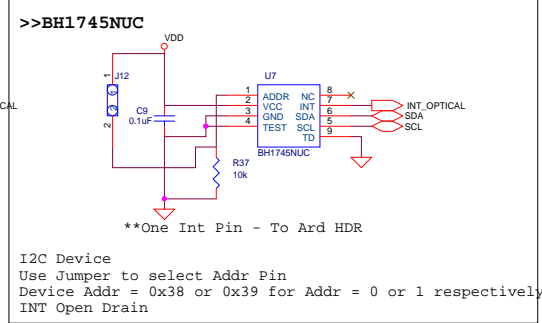 >>BH1745NUC
VDD
J12
1
1
2
2
CAL
C9
0.1uF
U7
1 ADDR NC 8
2 VCC INT 7
3 GND SDA 6
4 TEST SCL 5
TD 9
BH1745NUC
INT_OPTICAL
SDA
SCL
R37
10k
**One Int Pin - To Ard HDR
I2C Device
Use Jumper to select Addr Pin
Device Addr = 0x38 or 0x39 for Addr = 0 or 1 respectively
INT Open Drain